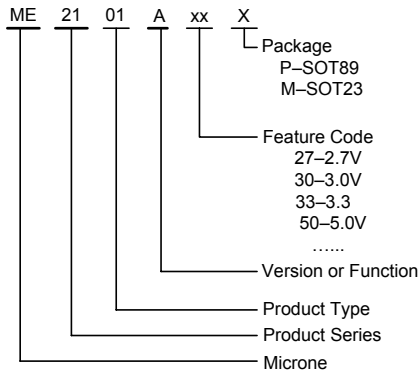 ME 21 01 A xx X
Package
P–SOT89
M–SOT23
Feature Code
27–2.7V
30–3.0V
33–3.3
50–5.0V
…...
Version or Function
Product Type
Product Series
Microne